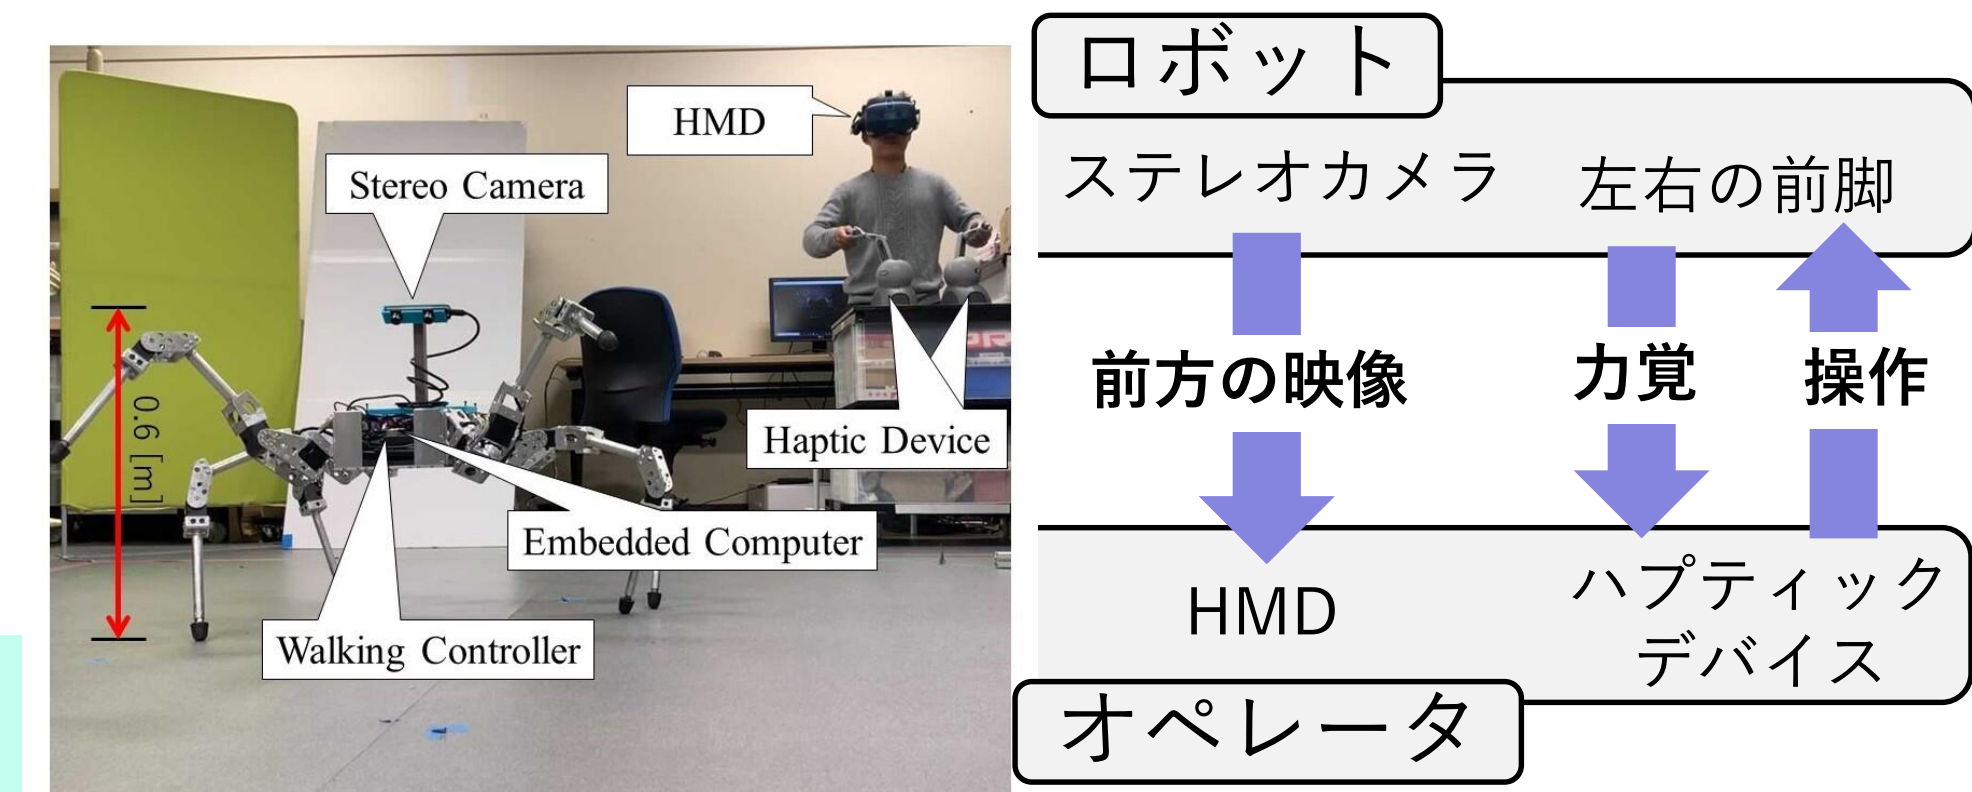 HMD
Stereo Camera
0.6 [m]
Haptic Device
Embedded Computer
Walking Controller
ロボット
ステレオカメラ
左右の前脚
前方の映像
力覚
操作
HMD
ハプティック
デバイス
オペレータ